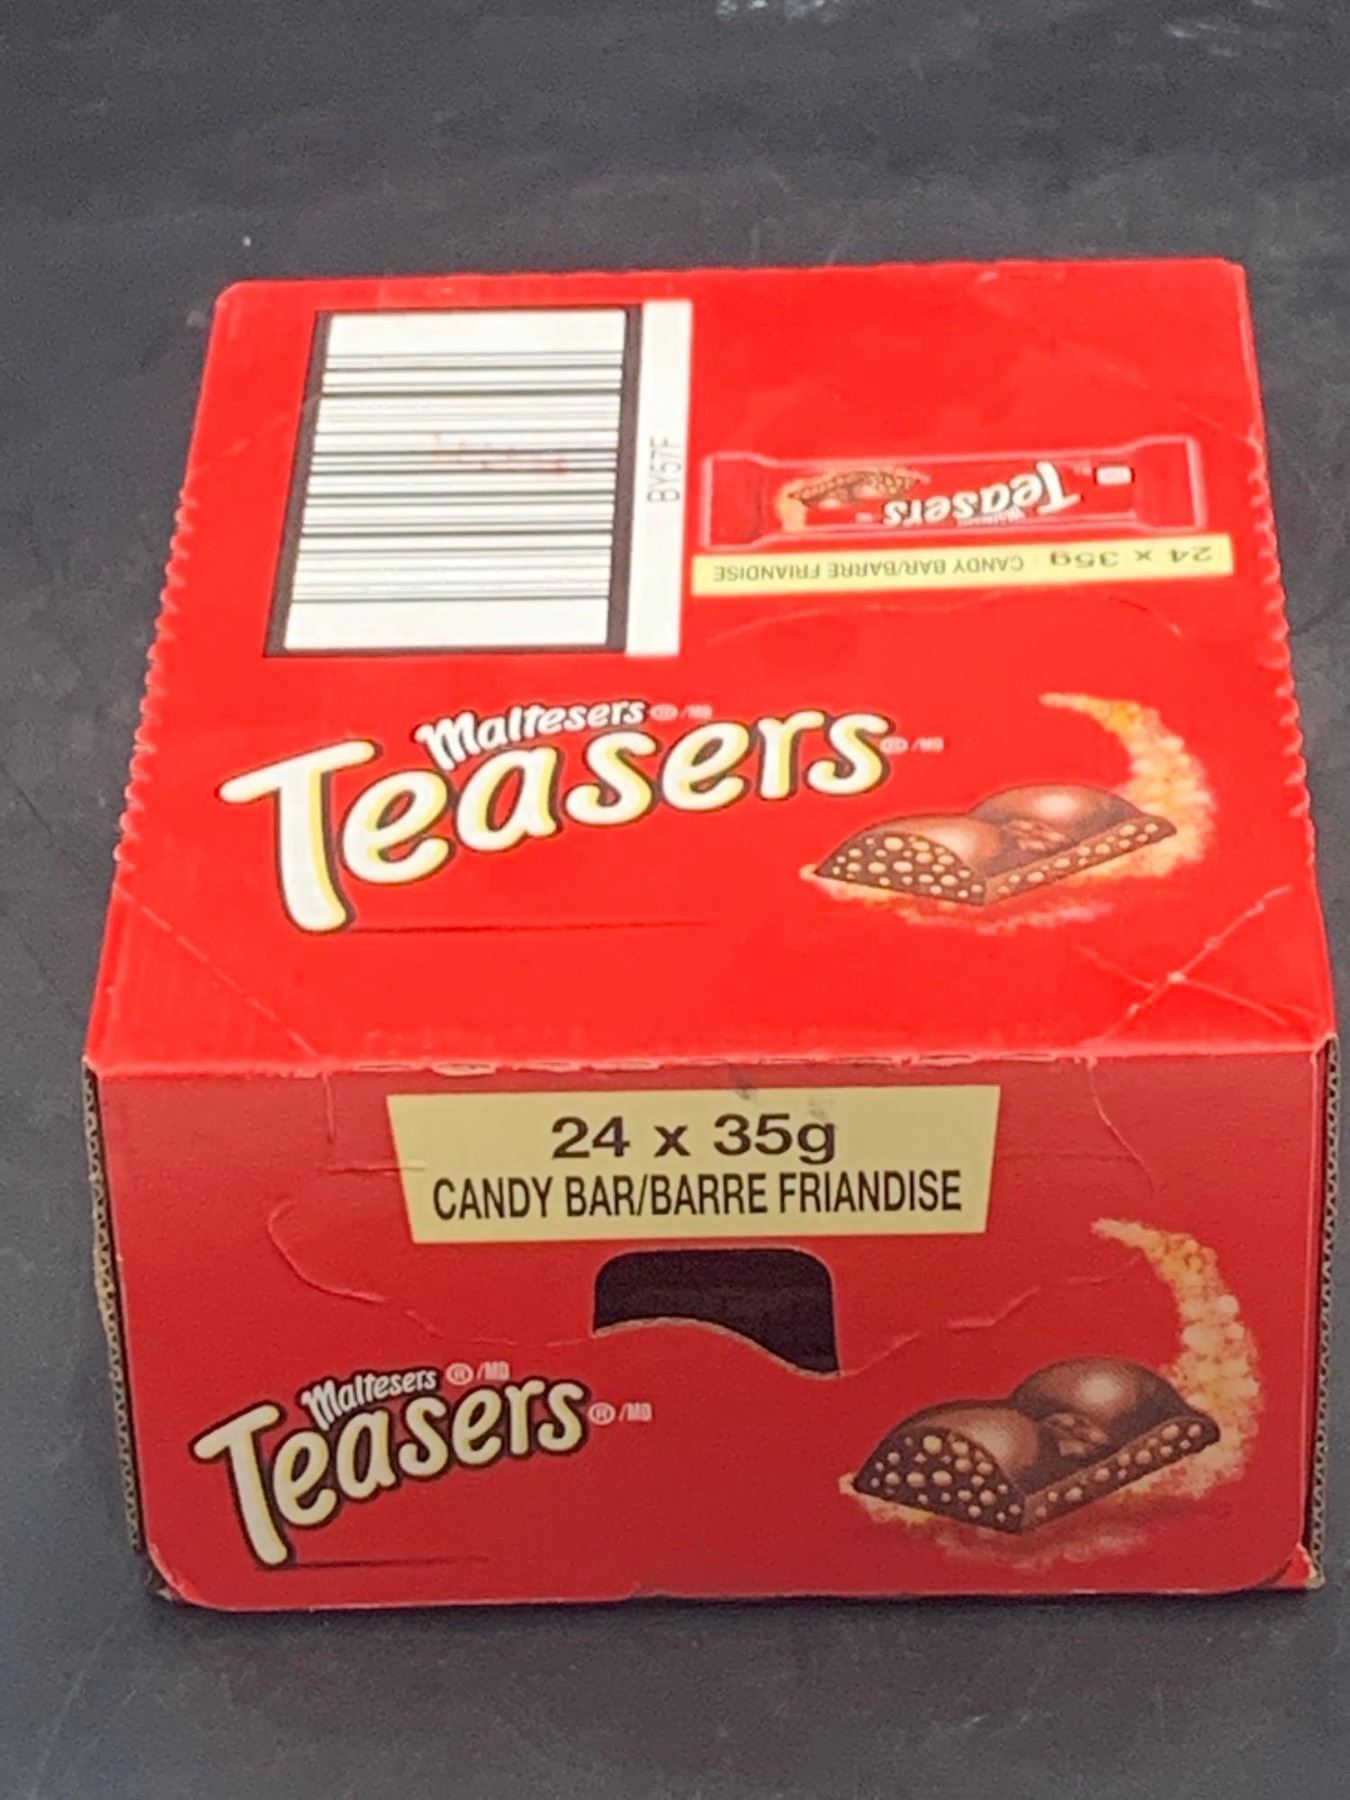 BY57F
Maltesers
Teasers
24 x 35g CANDY BAR/BARRE FRIANDISE
Maltesers ®/MD
Teasers ®/MD
24 x 35g
CANDY BAR/BARRE FRIANDISE
Maltesers ®/MD
Teasers ®/MD